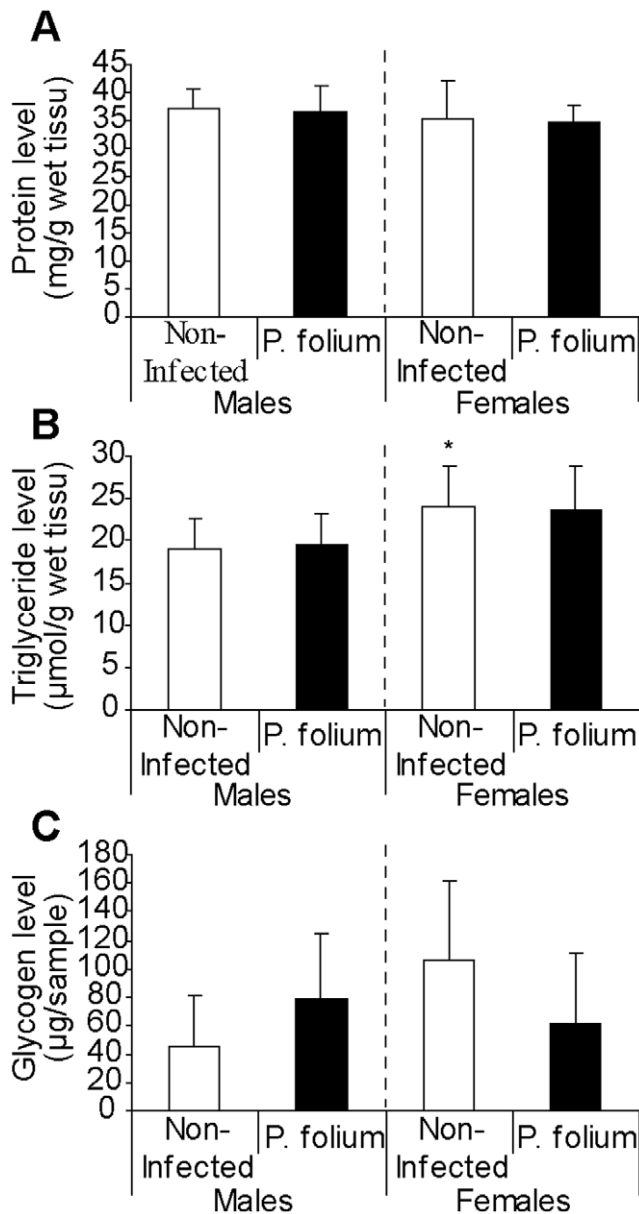 A
Protein level
(mg/g wet tissu)
45
40
35
30
25
20
15
10
5
0
Non-
Infected
P. folium
Non-
Infected
P. folium
Males
Females
B
Triglyceride level
(µmol/g wet tissu)
30
25
20
15
10
5
0
*
Non-
Infected
P. folium
Non-
Infected
P. folium
Males
Females
C
Glycogen level
(µg/sample)
180
160
140
120
100
80
60
40
20
0
Non-
Infected
P. folium
Non-
Infected
P. folium
Males
Females